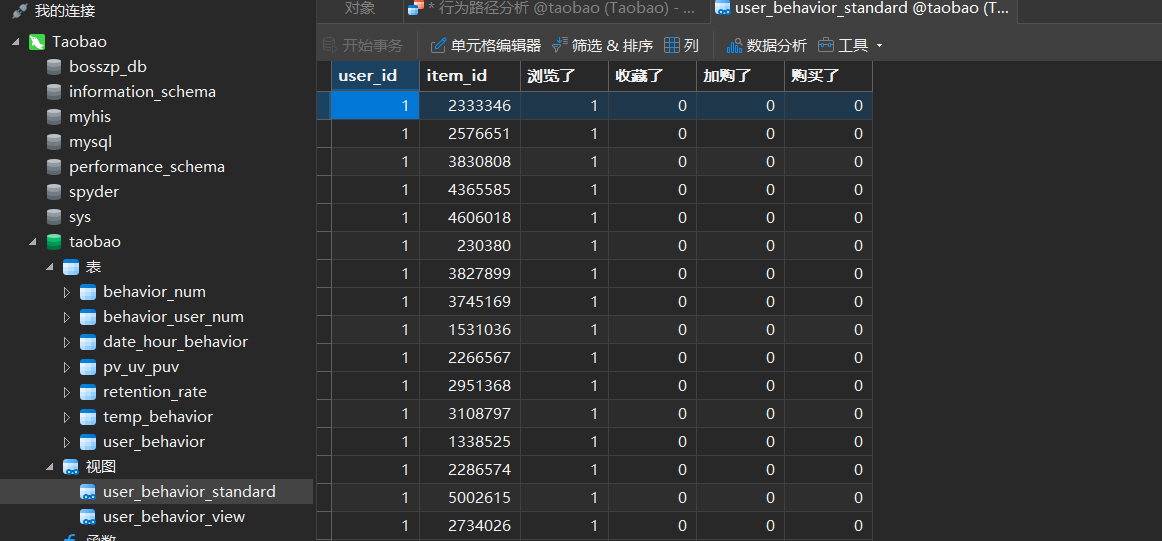 我的连接
Taobao
bosszp_db
information_schema
myhis
mysql
performance_schema
spyder
sys
taobao
表
behavior_num
behavior_user_num
date_hour_behavior
pv_uv_puv
retention_rate
temp_behavior
user_behavior
视图
user_behavior_standard
user_behavior_view
函数
对象 * 行为路径分析 @taobao (Taobao) - ... user_behavior_standard @taobao (T...
开始事务 单元格编辑器 筛选 & 排序 列 数据分析 工具
user_id item_id 浏览了 收藏了 加购了 购买了
1 2333346 1 0 0 0
1 2576651 1 0 0 0
1 3830808 1 0 0 0
1 4365585 1 0 0 0
1 4606018 1 0 0 0
1 230380 1 0 0 0
1 3827899 1 0 0 0
1 3745169 1 0 0 0
1 1531036 1 0 0 0
1 2266567 1 0 0 0
1 2951368 1 0 0 0
1 3108797 1 0 0 0
1 1338525 1 0 0 0
1 2286574 1 0 0 0
1 5002615 1 0 0 0
1 2734026 1 0 0 0